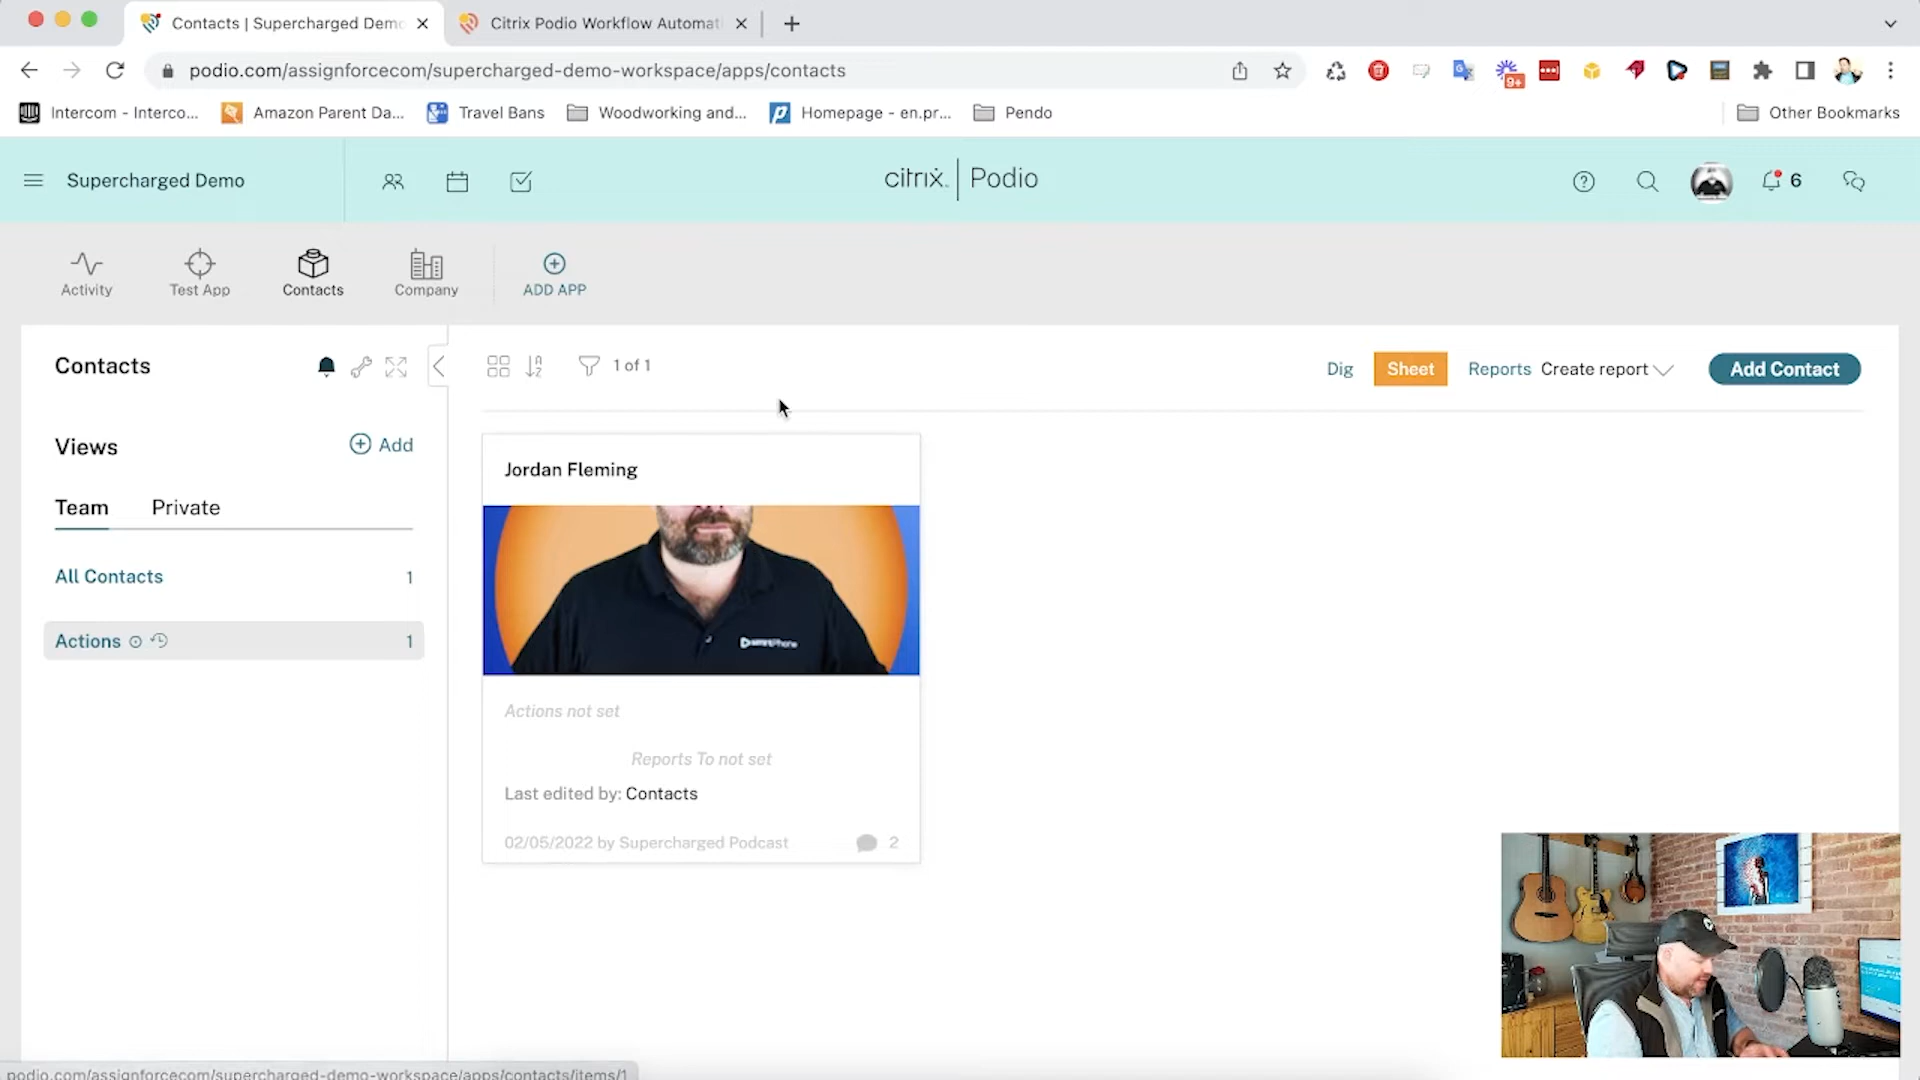 Contacts | Supercharged Demo
Citrix Podio Workflow Automat
podio.com/assignforcecom/supercharged-demo-workspace/apps/contacts
9+
Intercom - Interco...
Amazon Parent Da...
Travel Bans
Woodworking and...
Homepage - en.pr...
Pendo
Other Bookmarks
Supercharged Demo
citrix. | Podio
6
Activity
Test App
Contacts
Company
ADD APP
Contacts
1 of 1
Dig
Sheet
Reports
Create report
Add Contact
Views
Add
Team
Private
All Contacts 1
Actions 1
Jordan Fleming
smrtPhone
Actions not set
Reports To not set
Last edited by: Contacts
02/05/2022 by Supercharged Podcast
2
podio.com/assignforcecom/supercharged-demo-workspace/apps/contacts/items/1